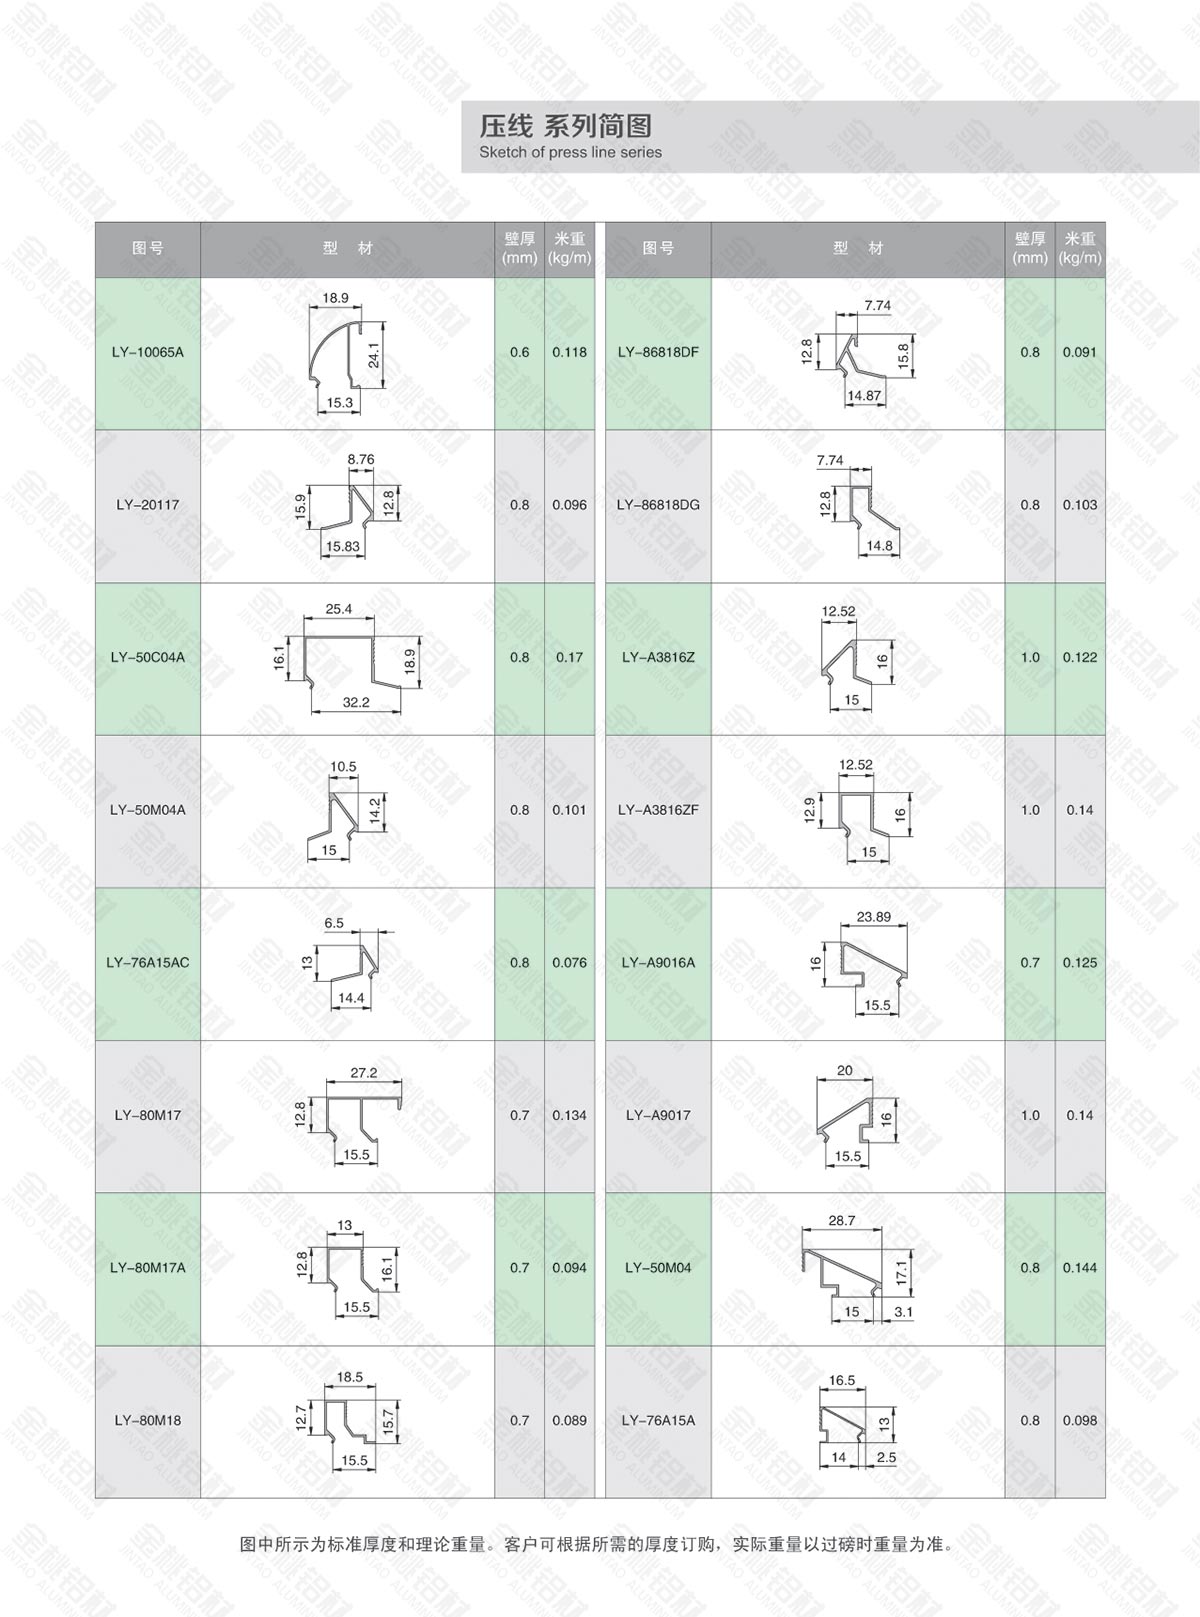 压线 系列简图
Sketch of press line series
图号 型 材 壁厚(mm) 米重(kg/m) 图号 型 材 壁厚(mm) 米重(kg/m)
LY-10065A 18.9 24.1 15.3 0.6 0.118
LY-86818DF 7.74 12.8 15.8 14.87 0.8 0.091
LY-20117 8.76 15.9 12.8 15.83 0.8 0.096
LY-86818DG 7.74 12.8 14.8 0.8 0.103
LY-50C04A 25.4 16.1 18.9 32.2 0.8 0.17
LY-A3816Z 12.52 16 15 1.0 0.122
LY-50M04A 10.5 14.2 15 0.8 0.101
LY-A3816ZF 12.52 12.9 16 15 1.0 0.14
LY-76A15AC 6.5 13 14.4 0.8 0.076
LY-A9016A 23.89 16 15.5 0.7 0.125
LY-80M17 27.2 12.8 15.5 0.7 0.134
LY-A9017 20 16 15.5 1.0 0.14
LY-80M17A 13 12.8 16.1 15.5 0.7 0.094
LY-50M04 28.7 17.1 15 3.1 0.8 0.144
LY-80M18 18.5 12.7 15.7 15.5 0.7 0.089
LY-76A15A 16.5 13 14 2.5 0.8 0.098
图中所示为标准厚度和理论重量。客户可根据所需的厚度订购，实际重量以过磅时重量为准。
金桃铝材
JINTAO ALUMINIUM